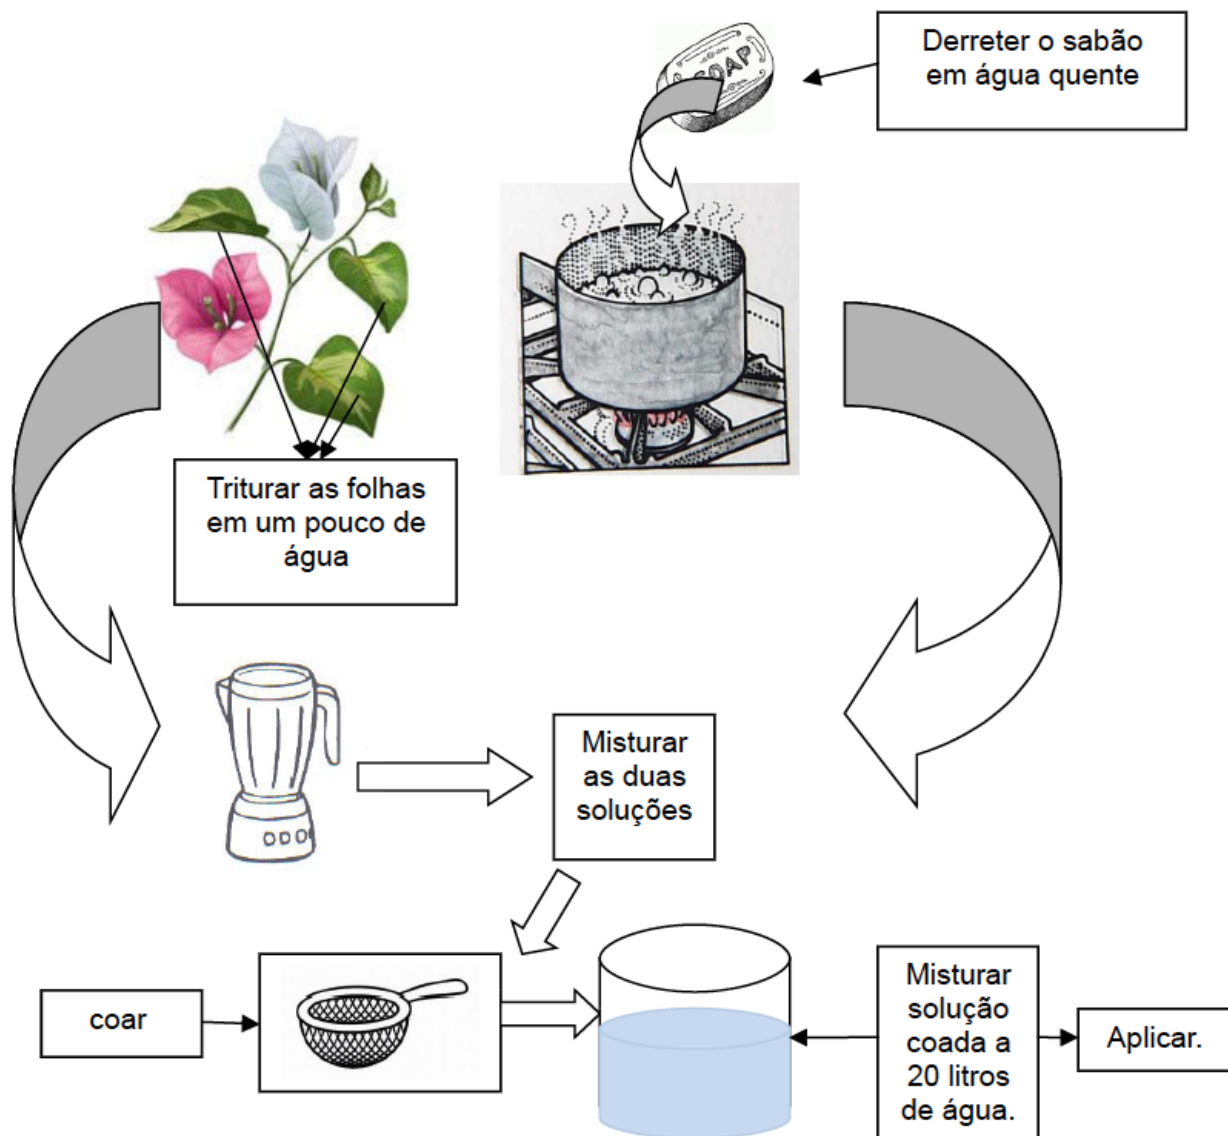 Derreter o sabão
em água quente
SOAP
Triturar as folhas
em um pouco de
água
Misturar
as duas
soluções
coar
Misturar
solução
coada a
20 litros
de água.
Aplicar.